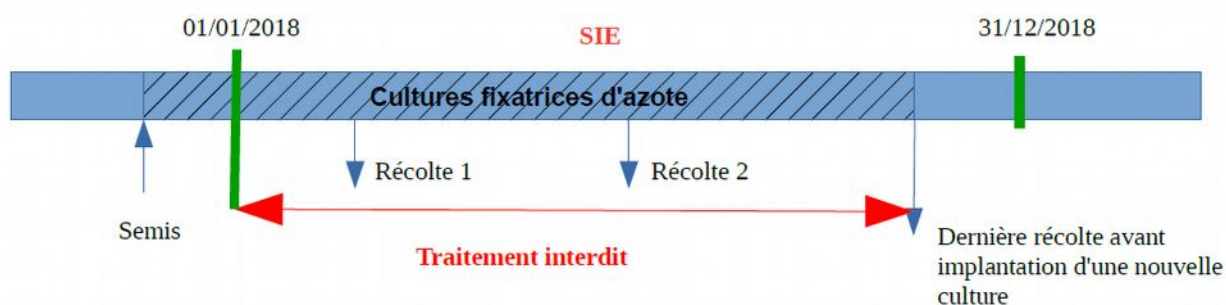 01/01/2018
SIE
31/12/2018
Cultures fixatrices d'azote
Récolte 1
Récolte 2
Semis
Traitement interdit
Dernière récolte avant
implantation d'une nouvelle
culture